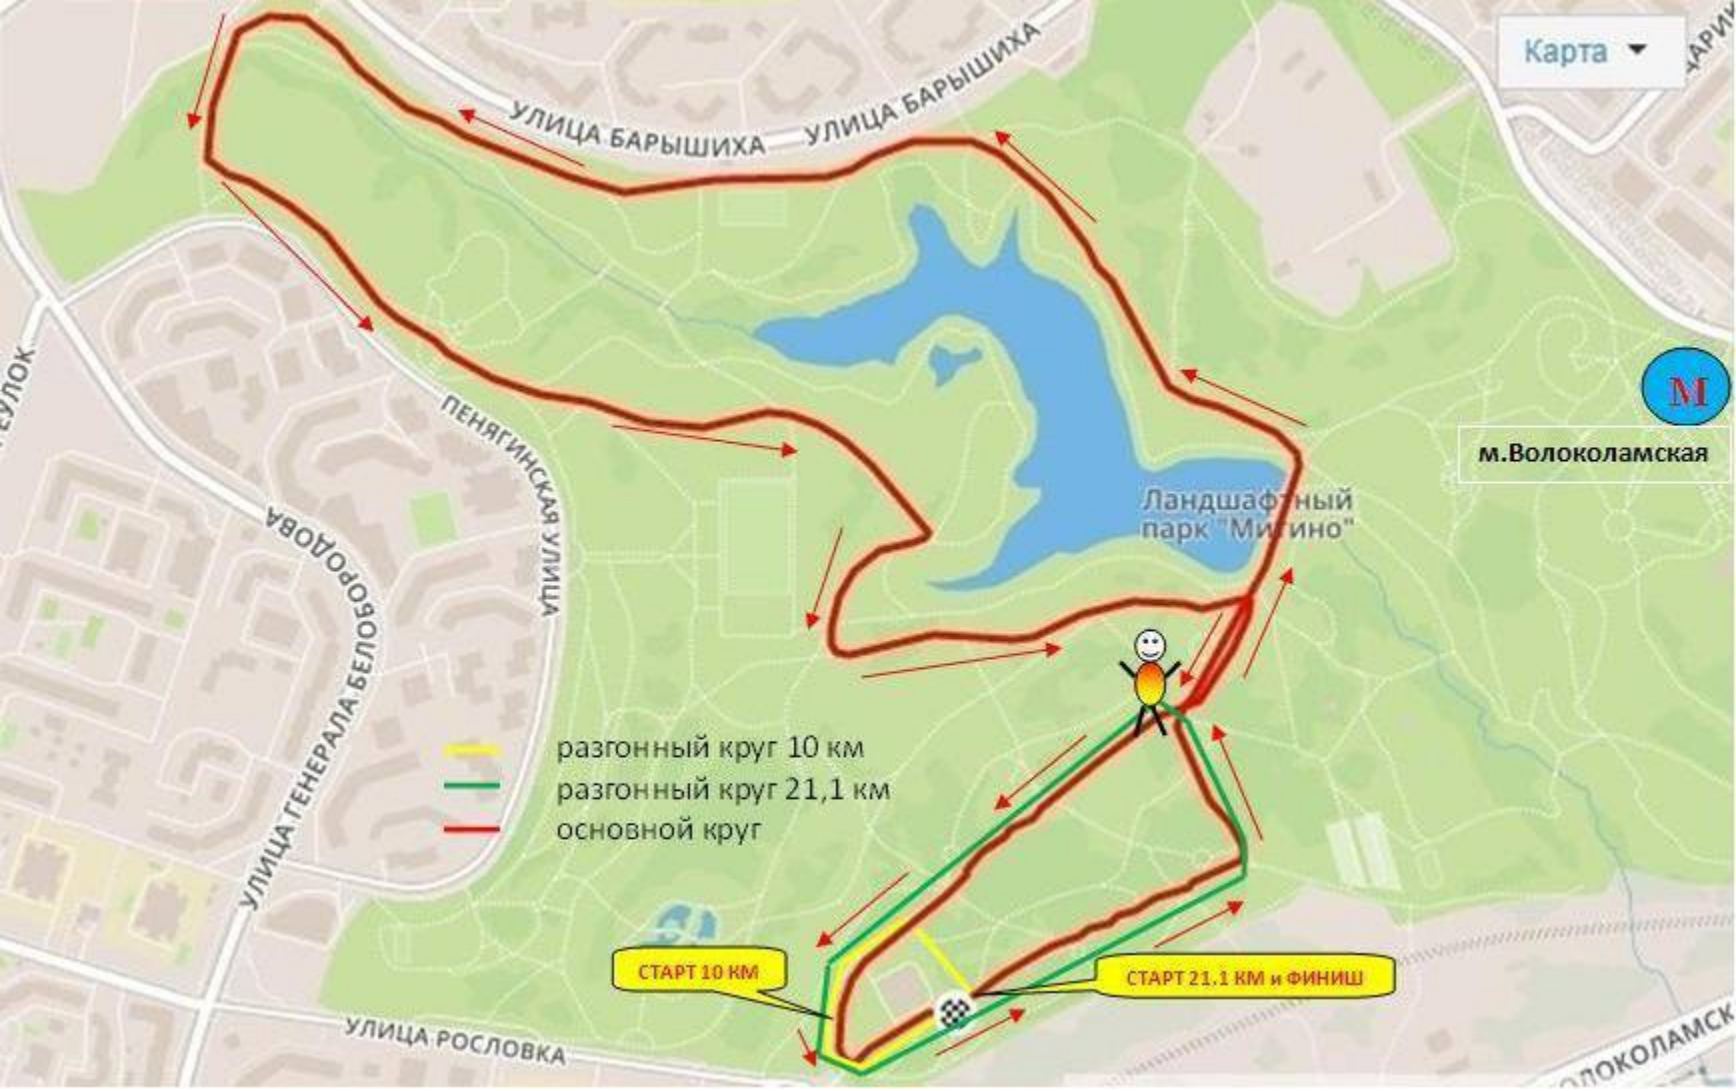 Карта
УЛИЦА БАРЫШИХА
УЛИЦА БАРЫШИХА
М
м.Волоколамская
ПЕНЯГИНСКАЯ УЛИЦА
Ландшафтный
парк "Митино"
УЛИЦА ГЕНЕРАЛА БЕЛОБОРОДОВА
разгонный круг 10 км
разгонный круг 21,1 км
основной круг
СТАРТ 10 КМ
СТАРТ 21.1 КМ и ФИНИШ
УЛИЦА РОСЛОВКА
ОЛОКОЛАМСК